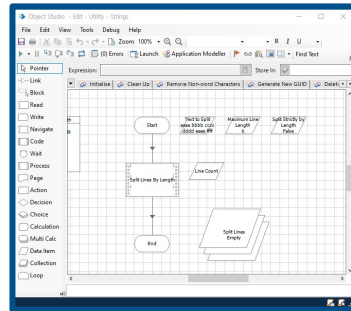 Object Studio - Edit - Utility - Strings
File Edit View Tools Debug Help
Zoom 100%
B I U
(0) Errors Launch Application Modeller Find Text
Pointer
Expression:
Store In:
Link
Initialise Clean Up Remove Non-word Characters Generate New GUID
Block
Read
Write
Navigate
Code
Wait
Process
Page
Action
Decision
Choice
Calculation
Multi Calc
Data Item
Collection
Loop
Start
Text to Split
aaaa bbbb cccc
dddd eeee ffff
Maximum Line
Length
6
Split Strictly by
Length
False
Split Lines By Length
Line Count
End
Split Lines
Empty